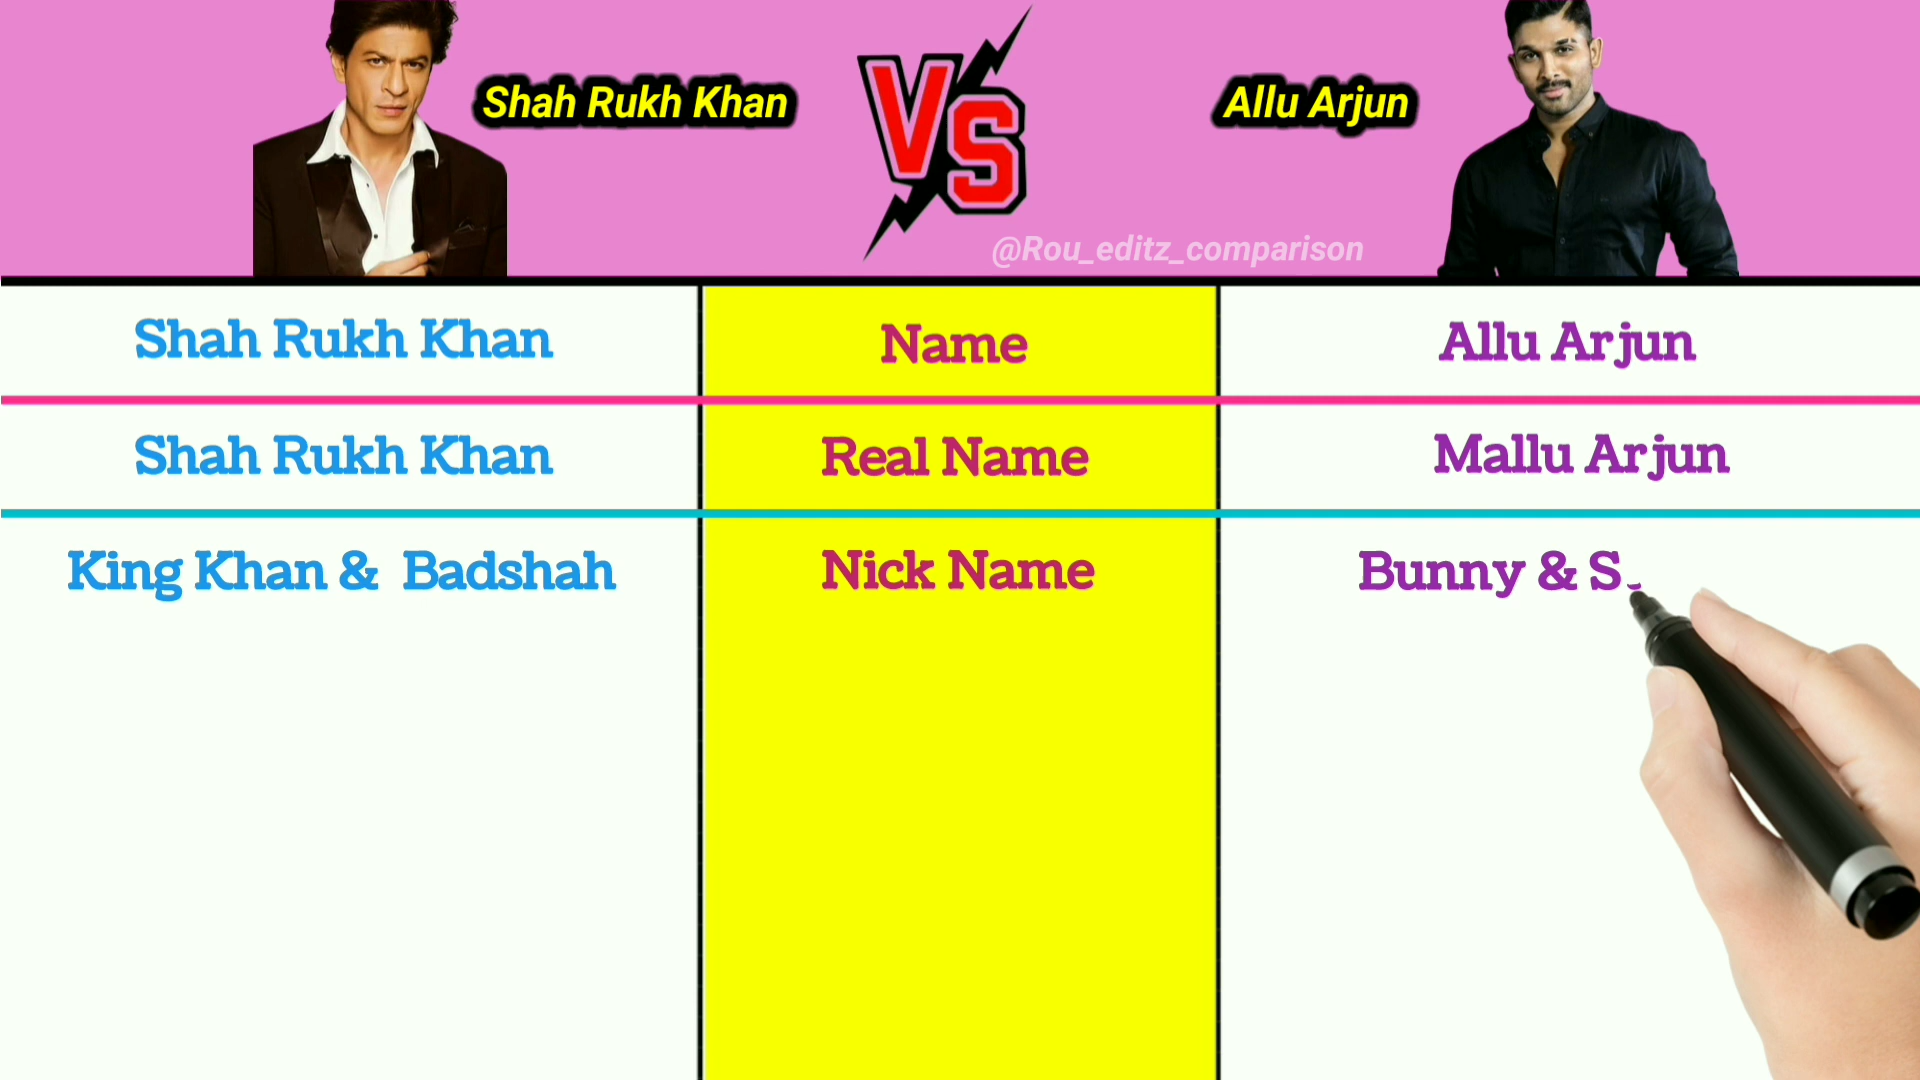 Shah Rukh Khan
VS
Allu Arjun
@Rou_editz_comparison
Shah Rukh Khan Name Allu Arjun
Shah Rukh Khan Real Name Mallu Arjun
King Khan & Badshah Nick Name Bunny & S